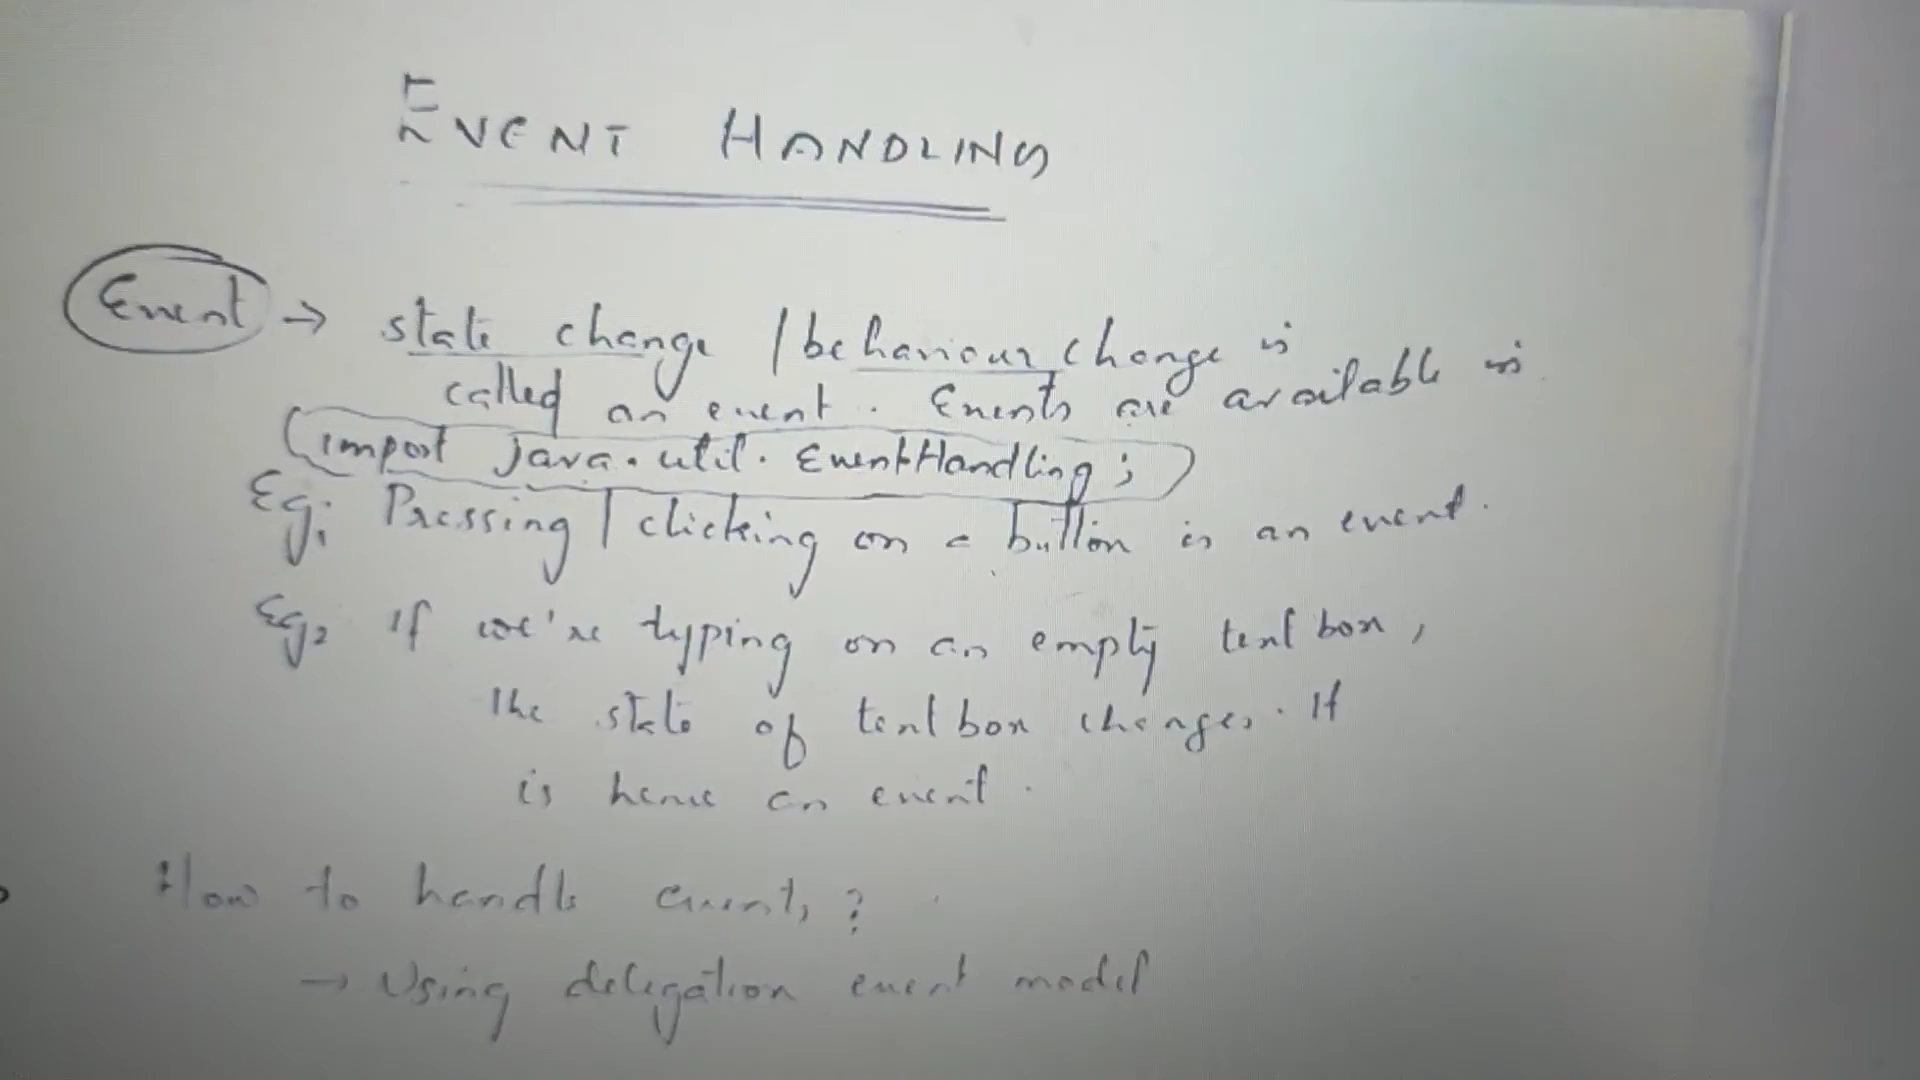 EVENT HANDLING
Event → state change / behaviour change is
called an event. Events are available in
import java.util.EventHandling;
Eg1 Pressing / clicking on a button is an event.
Eg2 If we're typing on an empty text box,
the state of text box changes. It
is hence an event.
How to handle events?
→ Using delegation event model